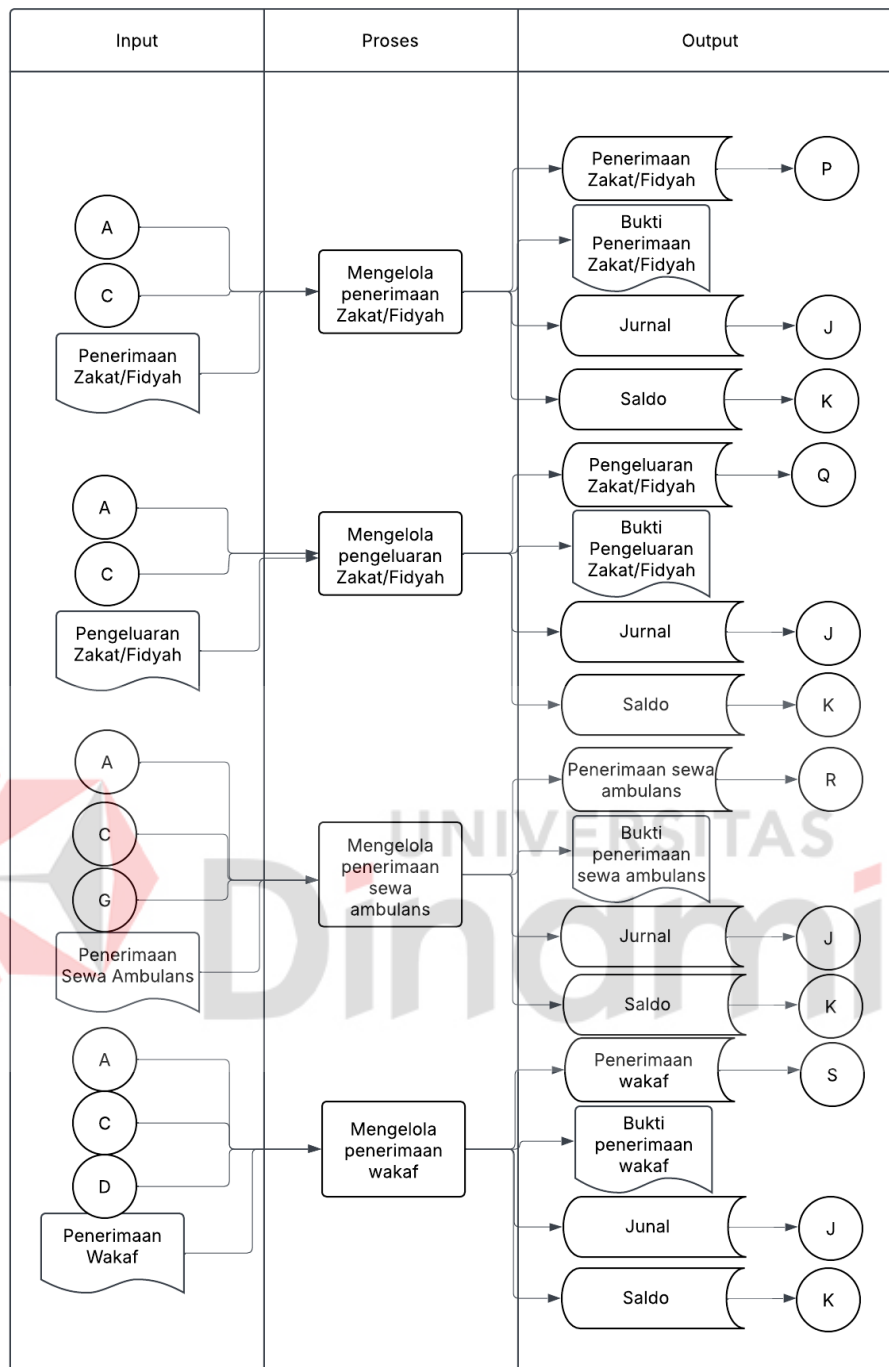 Input
Proses
Output
A
C
Penerimaan
Zakat/Fidyah
Mengelola
penerimaan
Zakat/Fidyah
Penerimaan
Zakat/Fidyah
P
Bukti
Penerimaan
Zakat/Fidyah
Jurnal
J
Saldo
K
A
C
Pengeluaran
Zakat/Fidyah
Mengelola
pengeluaran
Zakat/Fidyah
Pengeluaran
Zakat/Fidyah
Q
Bukti
Pengeluaran
Zakat/Fidyah
Jurnal
J
Saldo
K
A
C
G
Penerimaan
Sewa Ambulans
Mengelola
penerimaan
sewa
ambulans
Penerimaan sewa
ambulans
R
Bukti
penerimaan
sewa ambulans
Jurnal
J
Saldo
K
A
C
D
Penerimaan
Wakaf
Mengelola
penerimaan
wakaf
Penerimaan
wakaf
S
Bukti
penerimaan
wakaf
Junal
J
Saldo
K
UNIVERSITAS
Dinami